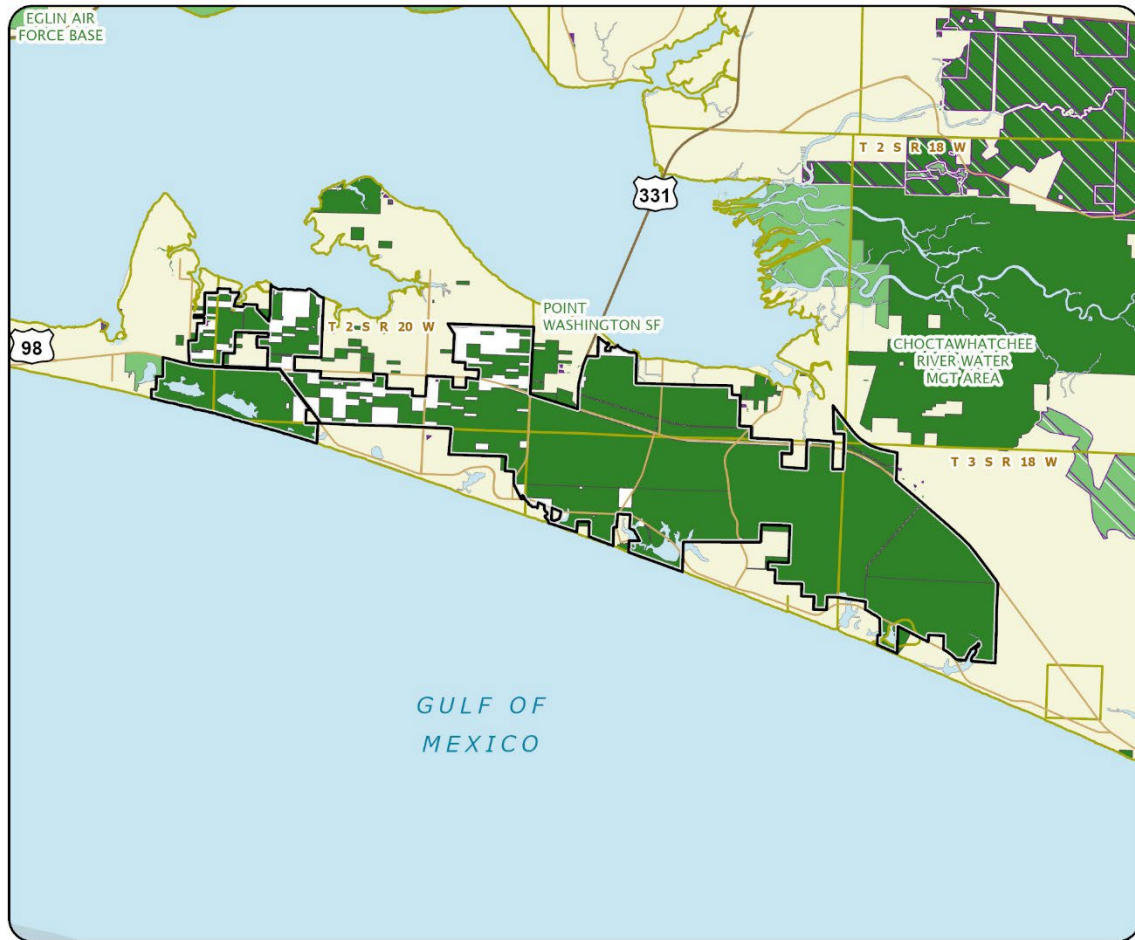 EGLIN AIR
FORCE BASE
T 2 S R 18 W
331
POINT
WASHINGTON SF
T 2 S R 20 W
98
CHOCTAWHATCHEE
RIVER WATER
MGT AREA
T 3 S R 18 W
GULF OF
MEXICO